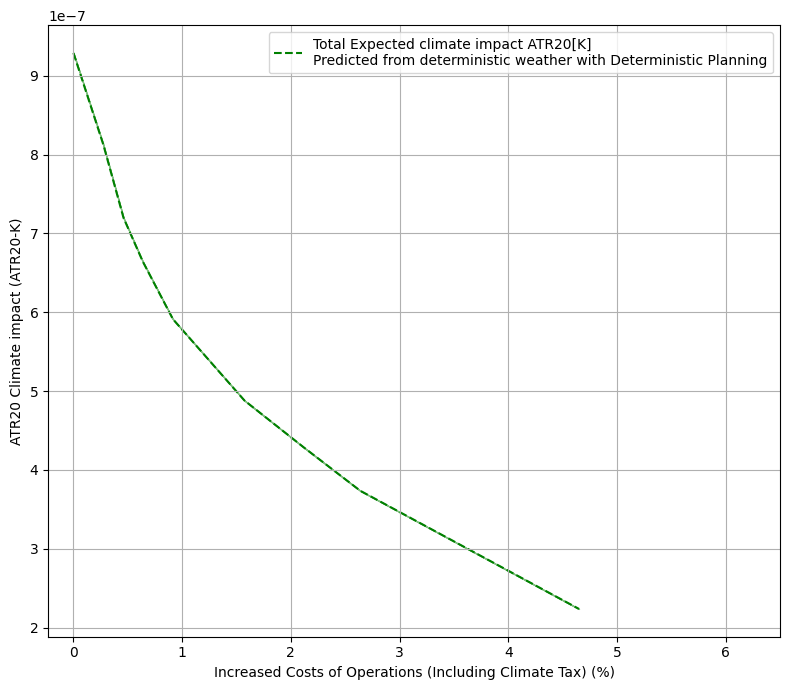 1e−7
Total Expected climate impact ATR20[K]
Predicted from deterministic weather with Deterministic Planning
9
8
7
6
5
4
3
2
ATR20 Climate impact (ATR20-K)
0 1 2 3 4 5 6
Increased Costs of Operations (Including Climate Tax) (%)